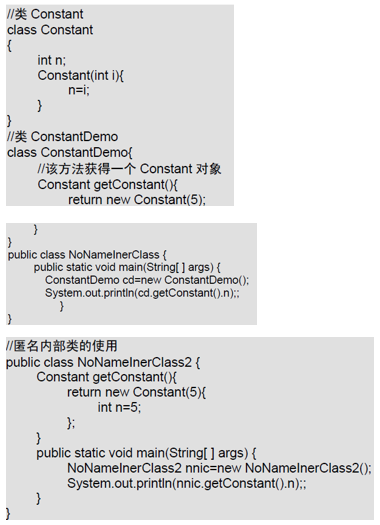 //类 Constant
class Constant
{
int n;
Constant(int i){
n=i;
}
}
//类 ConstantDemo
class ConstantDemo{
//该方法获得一个 Constant 对象
Constant getConstant(){
return new Constant(5);
}
}
public class NoNameInerClass {
public static void main(String[ ] args) {
ConstantDemo cd=new ConstantDemo();
System.out.println(cd.getConstant().n);;
}
}
//匿名内部类的使用
public class NoNameInerClass2 {
Constant getConstant(){
return new Constant(5){
int n=5;
};
}
public static void main(String[ ] args) {
NoNameInerClass2 nnic=new NoNameInerClass2();
System.out.println(nnic.getConstant().n);;
}
}